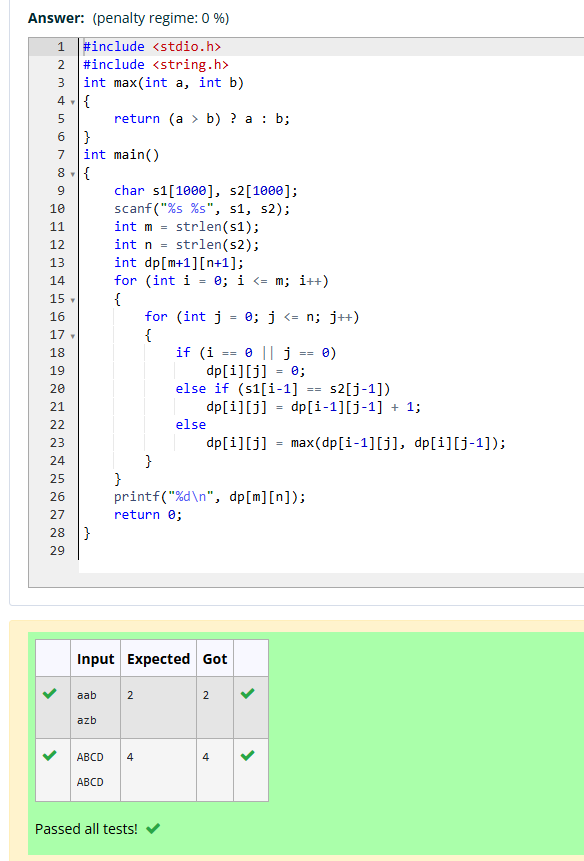 Answer: (penalty regime: 0 %)
1 #include <stdio.h>
2 #include <string.h>
3 int max(int a, int b)
4 {
5     return (a > b) ? a : b;
6 }
7 int main()
8 {
9     char s1[1000], s2[1000];
10     scanf("%s %s", s1, s2);
11     int m = strlen(s1);
12     int n = strlen(s2);
13     int dp[m+1][n+1];
14     for (int i = 0; i <= m; i++)
15     {
16         for (int j = 0; j <= n; j++)
17         {
18             if (i == 0 || j == 0)
19                 dp[i][j] = 0;
20             else if (s1[i-1] == s2[j-1])
21                 dp[i][j] = dp[i-1][j-1] + 1;
22             else
23                 dp[i][j] = max(dp[i-1][j], dp[i][j-1]);
24         }
25     }
26     printf("%d\n", dp[m][n]);
27     return 0;
28 }
29
Input Expected Got
aab 2 2
azb
ABCD 4 4
ABCD
Passed all tests!